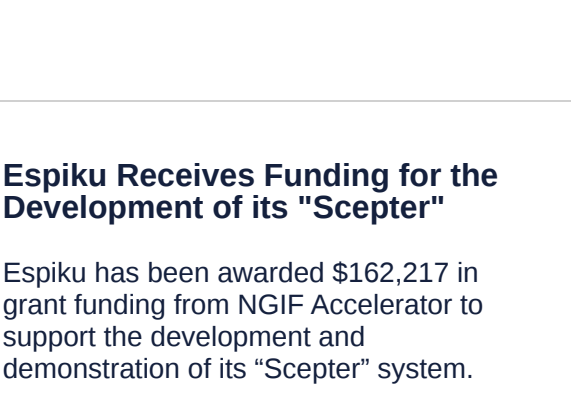 Espiku Receives Funding for the
Development of its "Scepter"
Espiku has been awarded $162,217 in
grant funding from NGIF Accelerator to
support the development and
demonstration of its “Scepter” system.